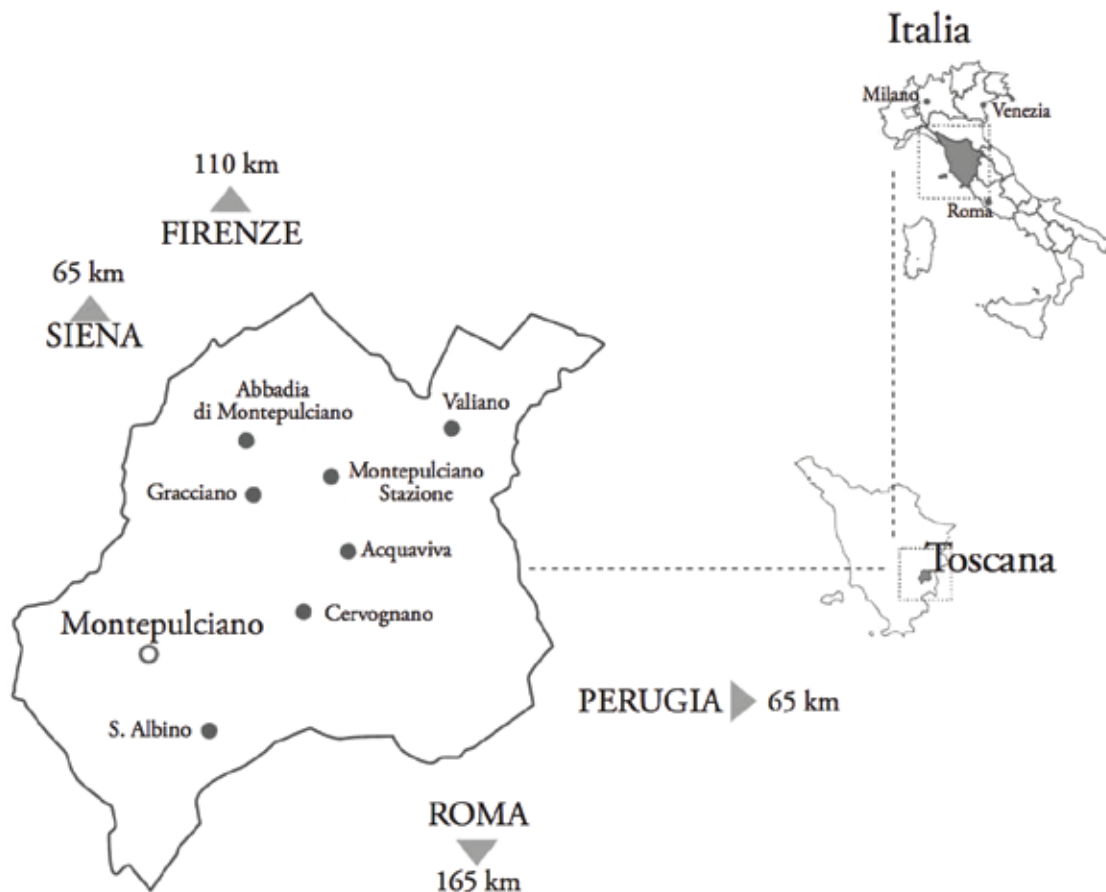 Italia
Milano
Venezia
Roma
110 km
FIRENZE
65 km
SIENA
Abbadia
di Montepulciano
Valiano
Gracciano
Montepulciano
Stazione
Acquaviva
Toscana
Cervognano
Montepulciano
PERUGIA 65 km
S. Albino
ROMA
165 km